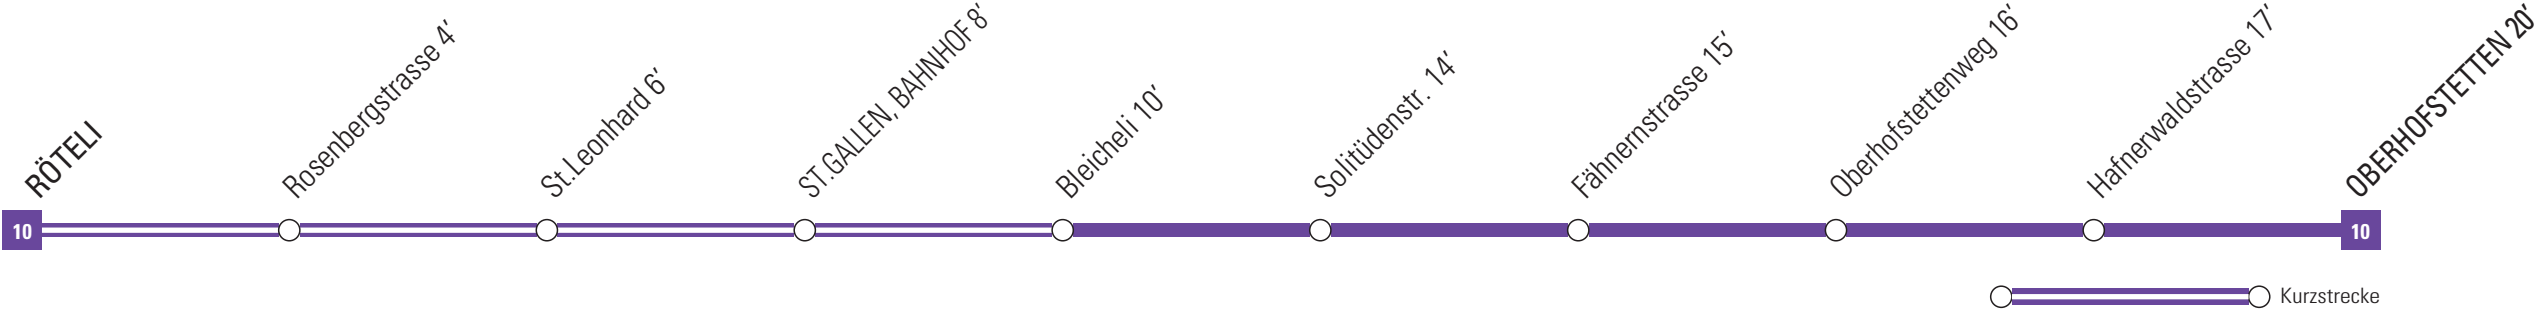 RÖTELI
Rosenbergstrasse 4'
St.Leonhard 6'
ST.GALLEN, BAHNHOF 8'
Bleicheli 10'
Solitüdenstr. 14'
Fähnernstrasse 15'
Oberhofstettenweg 16'
Hafnerwaldstrasse 17'
OBERHOFSTETTEN 20'
10
10
Kurzstrecke